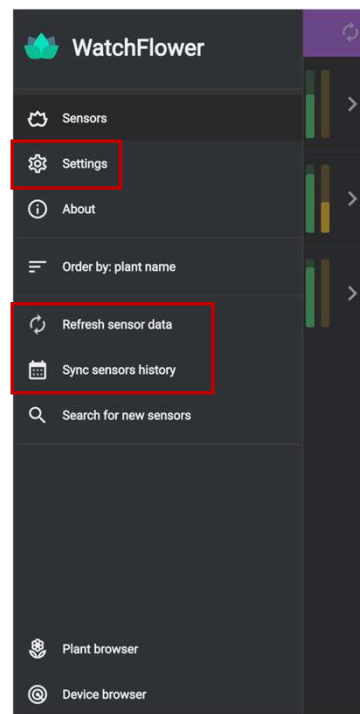 WatchFlower
Sensors
Settings
About
Order by: plant name
Refresh sensor data
Sync sensors history
Search for new sensors
Plant browser
Device browser